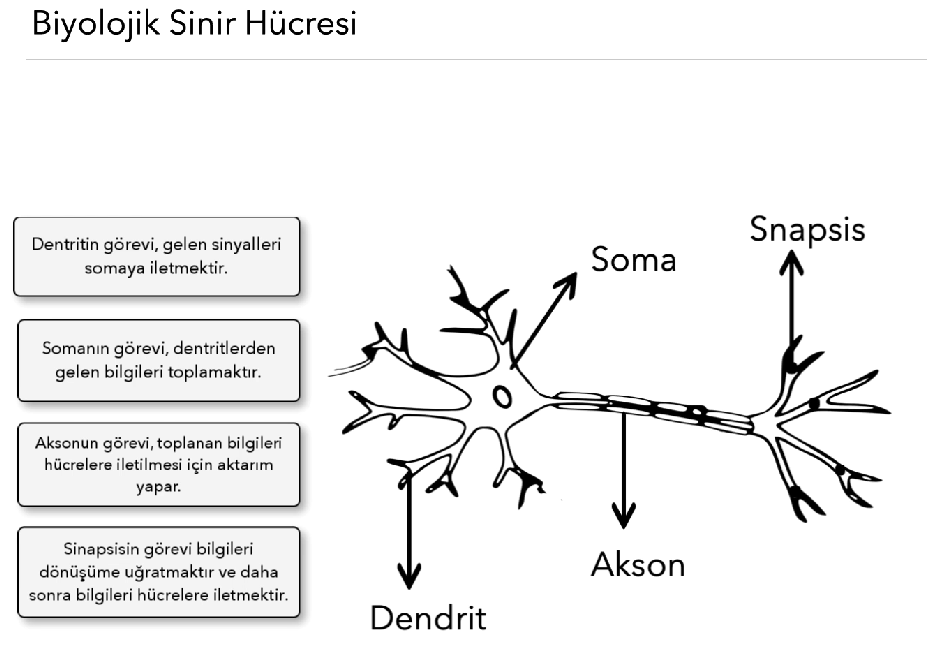 Biyolojik Sinir Hücresi
Dentritin görevi, gelen sinyalleri
somaya iletmektir.
Somanın görevi, dentritlerden
gelen bilgileri toplamaktır.
Aksonun görevi, toplanan bilgileri
hücrelere iletilmesi için aktarım
yapar.
Sinapsisin görevi bilgileri
dönüşüme uğratmaktır ve daha
sonra bilgileri hücrelere iletmektir.
Snapsis
Soma
Akson
Dendrit